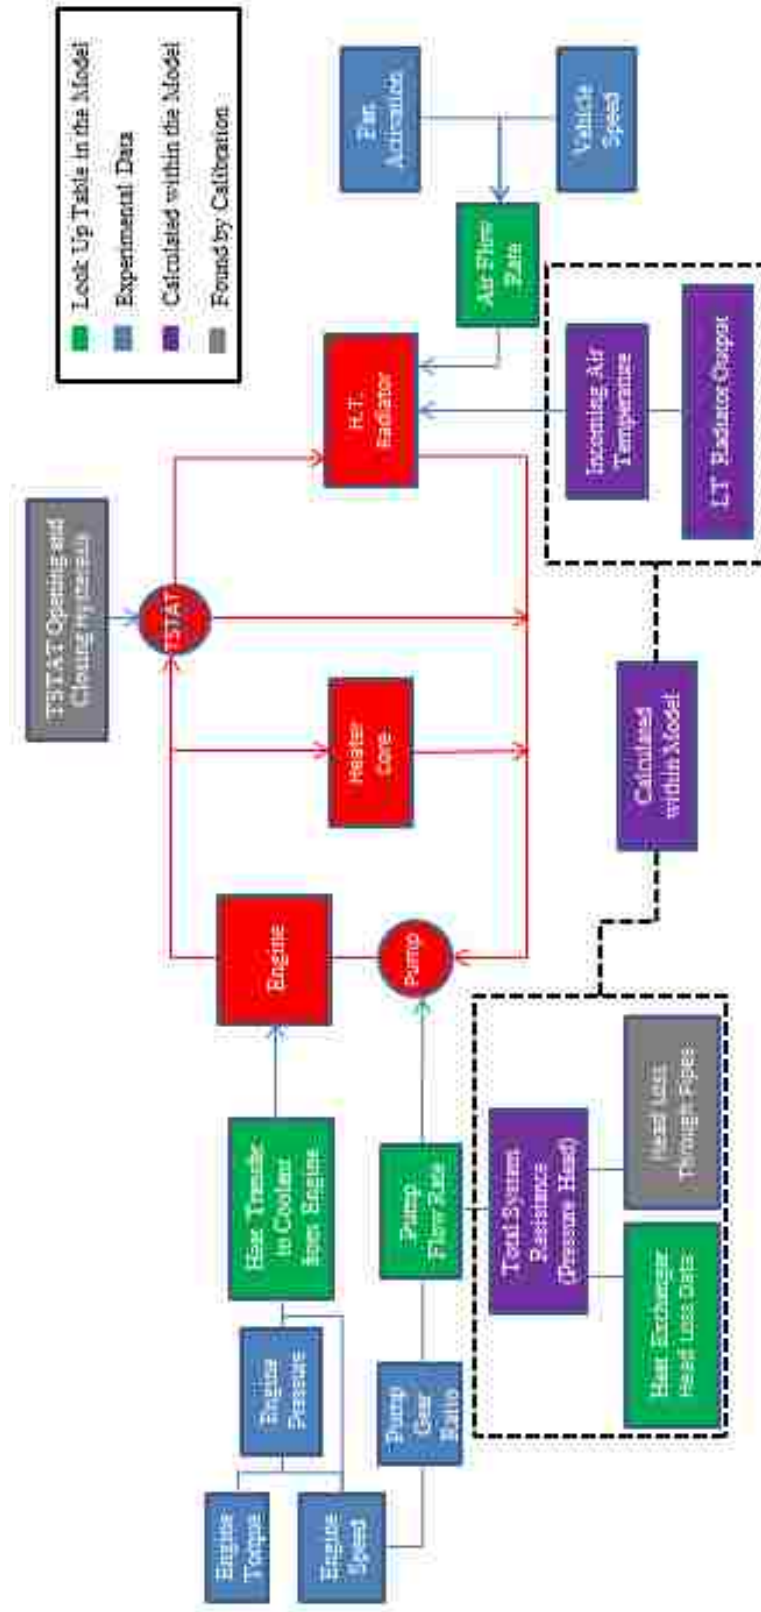 Look Up Table in the Model
Experimental Data
Calculated within the Model
Found by Calibration
TSTAT Opening and
Closing Hysteresis
TSTAT
Engine
Torque
Engine
Speed
Engine
Pressure
Heat Transfer
to Coolant
from Engine
Engine
Heater
Core
H.T.
Radiator
Pump
Gear
Ratio
Pump
Flow Rate
Pump
Air Flow
Rate
Fan
Activation
Vehicle
Speed
Total System
Resistance
(Pressure Head)
Heat Exchanger
Head Loss Data
Head Loss
Through Pipes
Calculated
within Model
Incoming Air
Temperature
LT Radiator Output